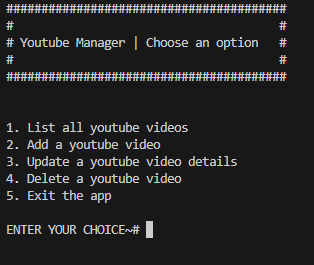 ########################################
#                                      #
# Youtube Manager | Choose an option   #
#                                      #
########################################
1. List all youtube videos
2. Add a youtube video
3. Update a youtube video details
4. Delete a youtube video
5. Exit the app
ENTER YOUR CHOICE~#